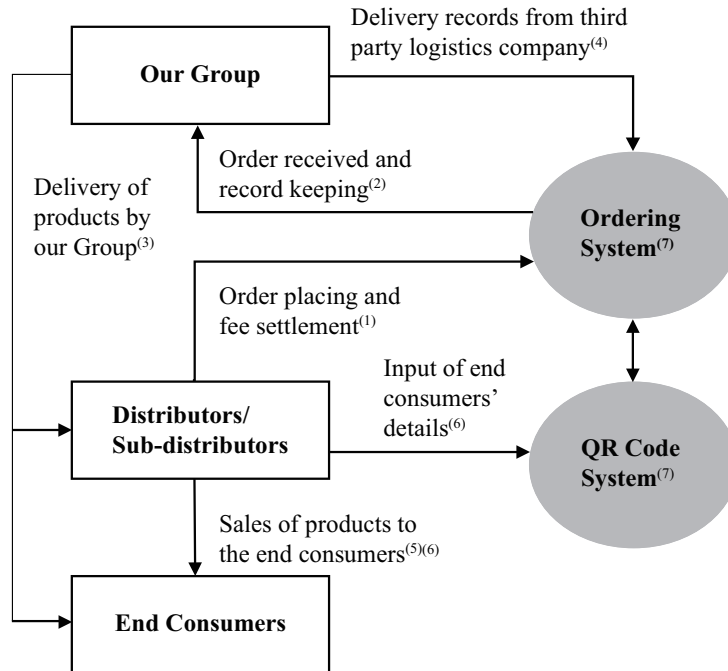 Delivery records from third
party logistics company(4)
Our Group
Order received and
record keeping(2)
Delivery of
products by
our Group(3)
Ordering
System(7)
Order placing and
fee settlement(1)
Input of end
consumers’
details(6)
Distributors/
Sub-distributors
QR Code
System(7)
Sales of products to
the end consumers(5)(6)
End Consumers